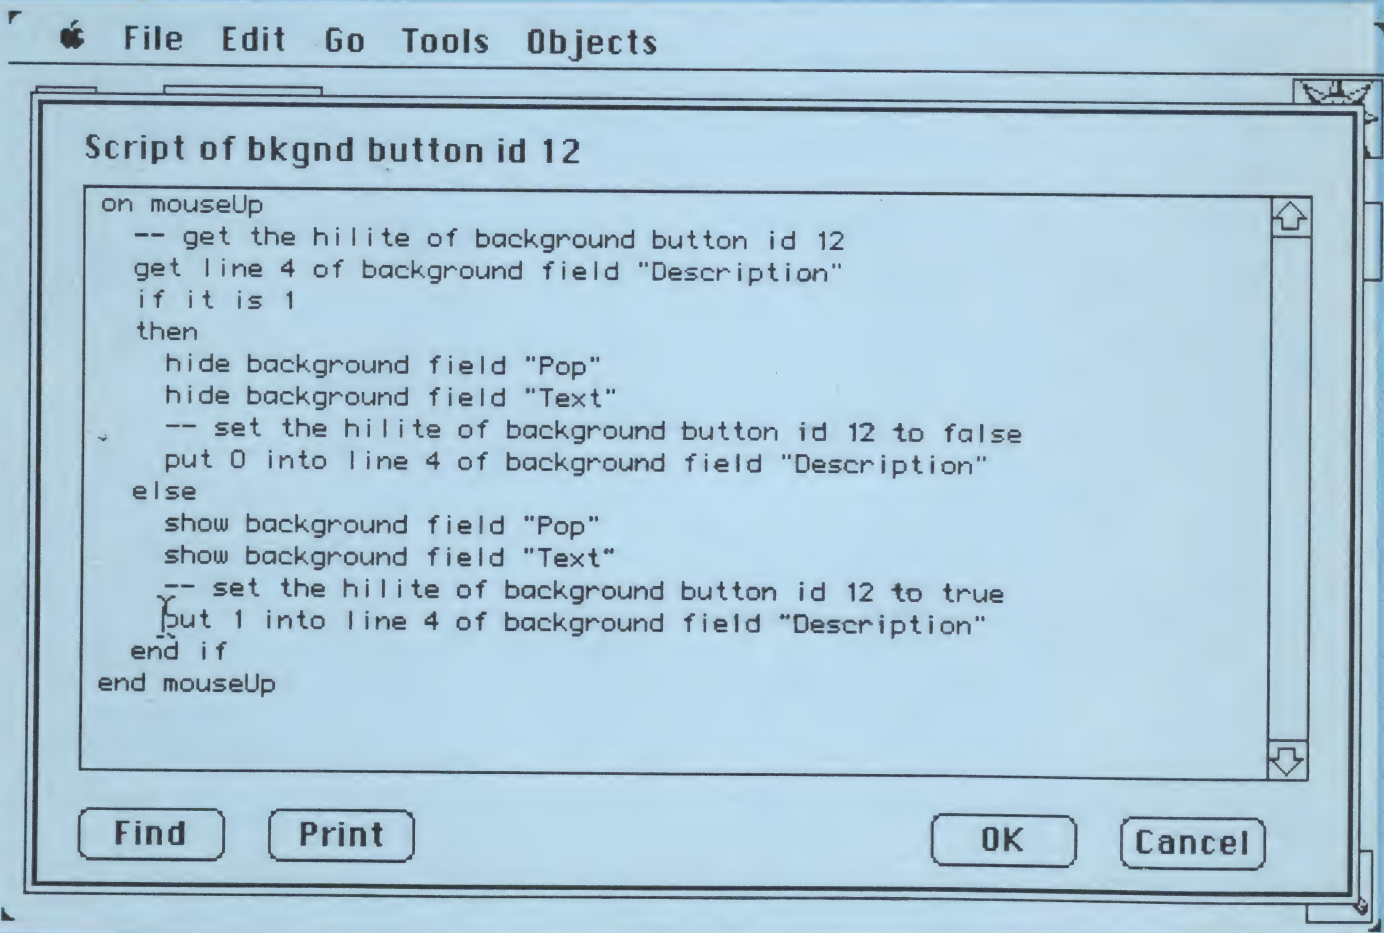 File Edit Go Tools Objects
Script of bkgnd button id 12
on mouseUp
-- get the hilite of background button id 12
get line 4 of background field "Description"
if it is 1
then
hide background field "Pop"
hide background field "Text"
-- set the hilite of background button id 12 to false
put 0 into line 4 of background field "Description"
else
show background field "Pop"
show background field "Text"
-- set the hilite of background button id 12 to true
put 1 into line 4 of background field "Description"
end if
end mouseUp
Find Print OK Cancel